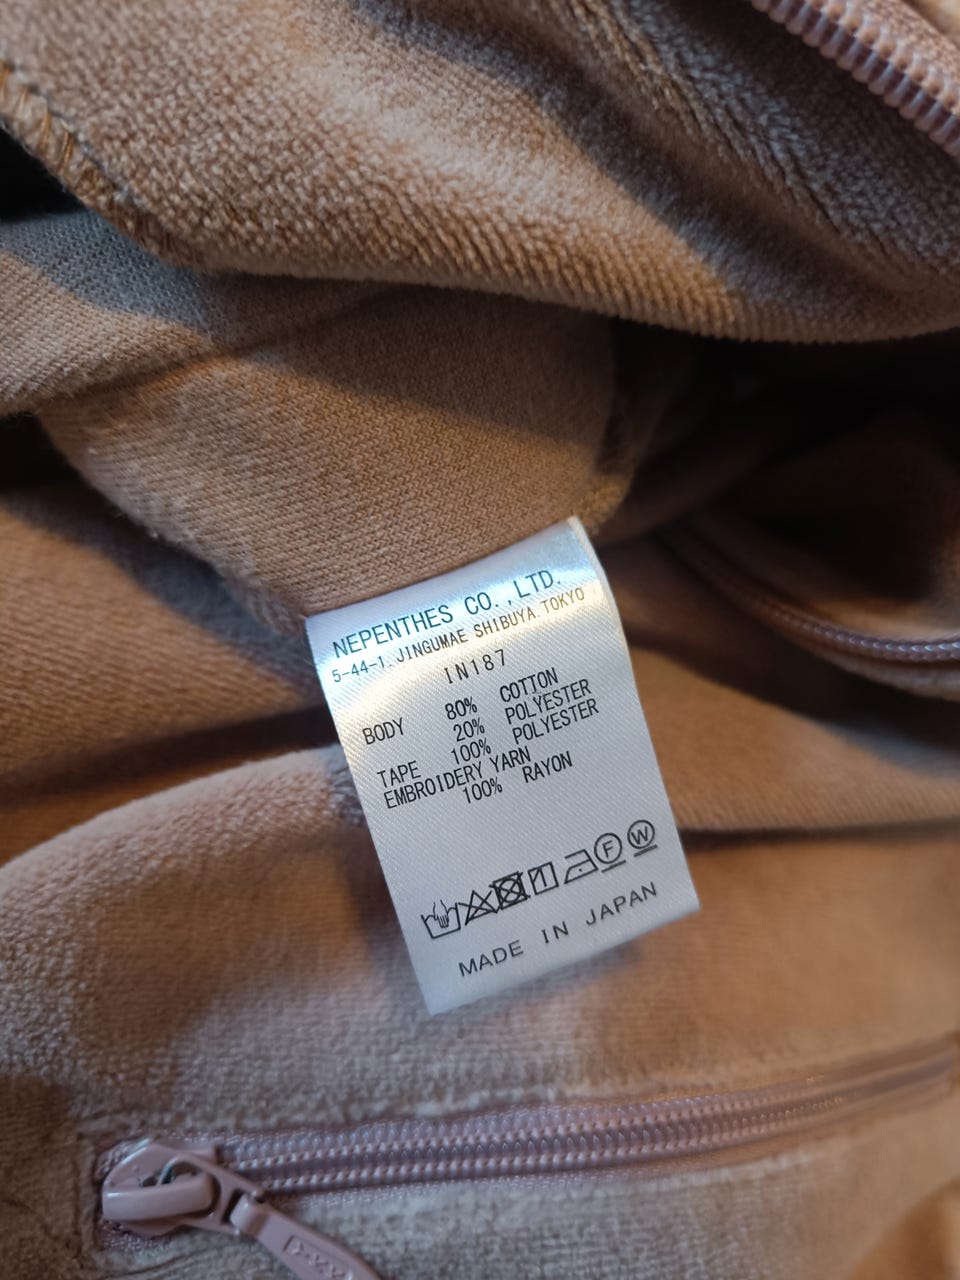 NEPENTHES CO.,LTD.
5-44-1 JINGUMAE SHIBUYA TOKYO
IN187
BODY 80% COTTON
20% POLYESTER
TAPE 100% POLYESTER
EMBROIDERY YARN
100% RAYON
F W
MADE IN JAPAN